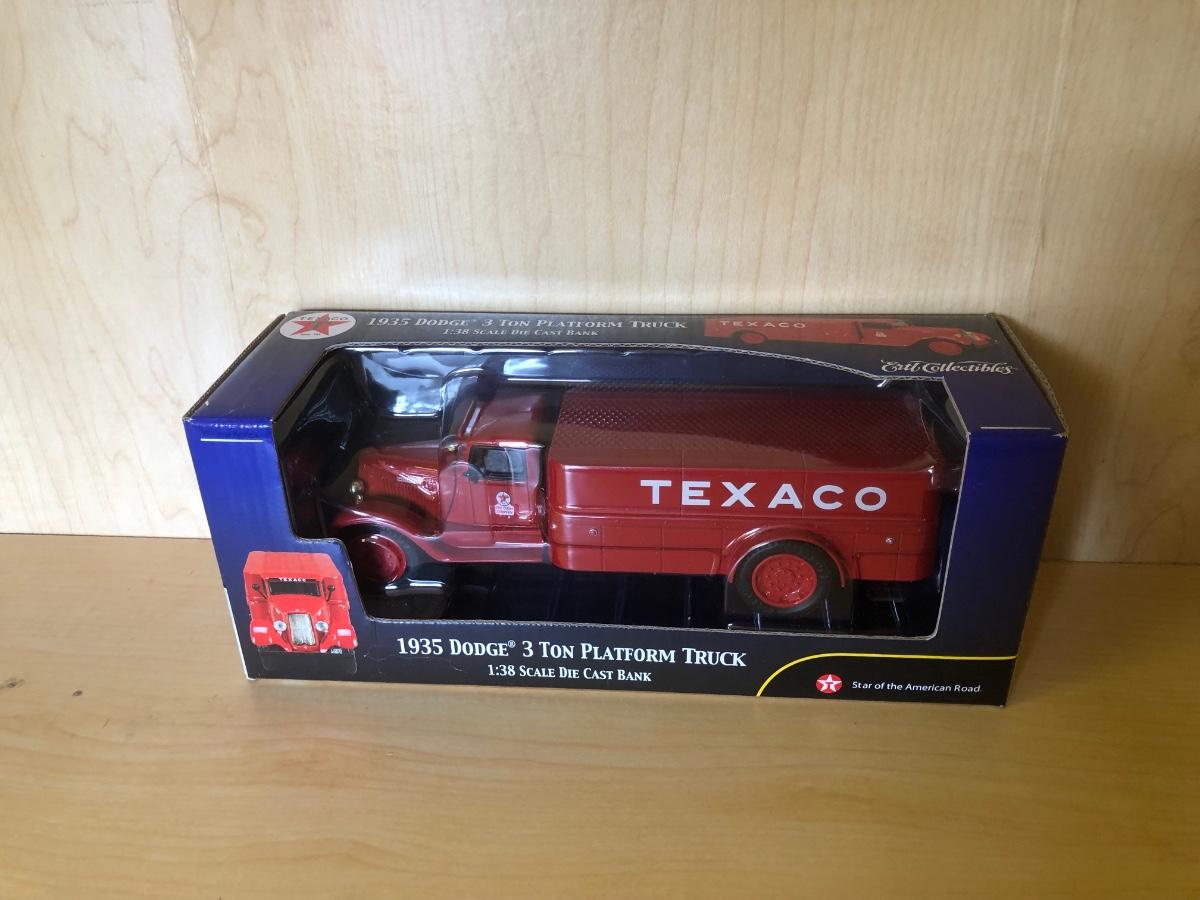 TEXACO
1935 DODGE® 3 TON PLATFORM TRUCK
1:38 SCALE DIE CAST BANK
TEXACO
Ertl Collectibles
TEXACO
TEXACO
1935 DODGE® 3 TON PLATFORM TRUCK
1:38 SCALE DIE CAST BANK
Star of the American Road.